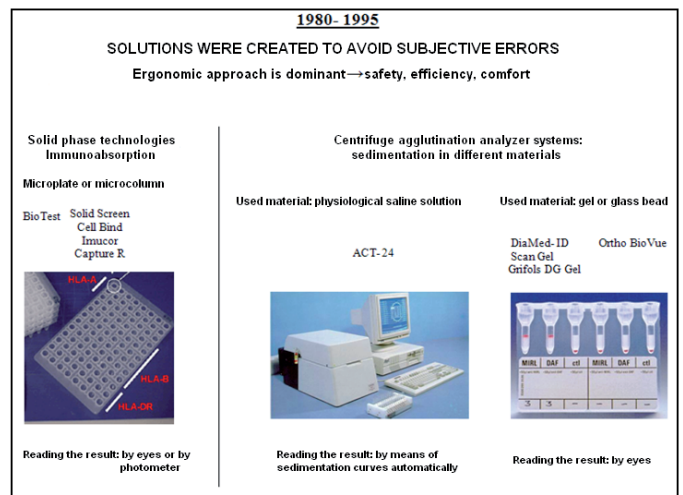 1980- 1995
SOLUTIONS WERE CREATED TO AVOID SUBJECTIVE ERRORS
Ergonomic approach is dominant→safety, efficiency, comfort
Solid phase technologies
Immunoabsorption
Microplate or microcolumn
BioTest Solid Screen
Cell Bind
Imucor
Capture R
HLA-A
HLA-B
HLA-DR
Reading the result: by eyes or by
photometer
Centrifuge agglutination analyzer systems:
sedimentation in different materials
Used material: physiological saline solution
ACT-24
Reading the result: by means of
sedimentation curves automatically
Used material: gel or glass bead
DiaMed-ID Ortho BioVue
Scan Gel
Grifols DG Gel
MIRL DAF ctl MIRL DAF ctl
3 3 – – – –
Reading the result: by eyes